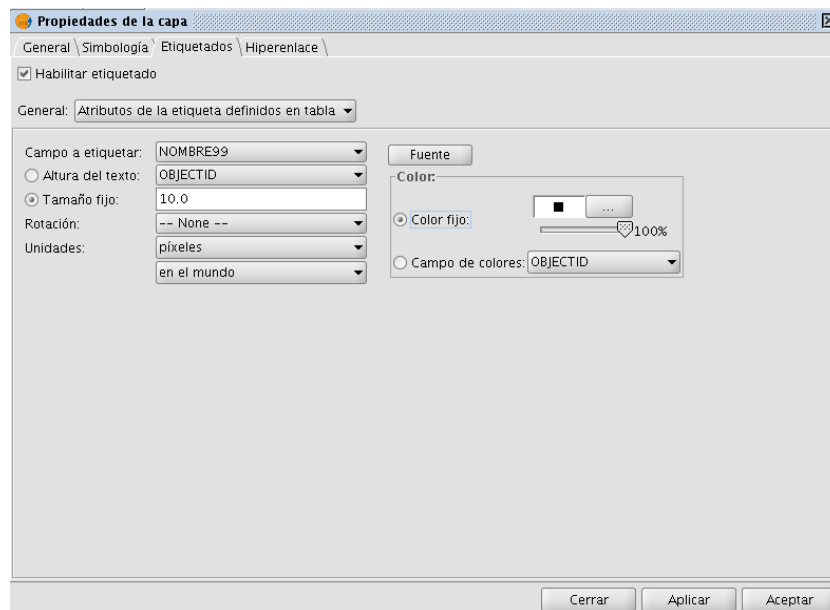 Propiedades de la capa
General Simbología Etiquetados Hiperenlace
Habilitar etiquetado
General: Atributos de la etiqueta definidos en tabla
Campo a etiquetar: NOMBRE99 Fuente
Altura del texto: OBJECTID Color:
Tamaño fijo: 10.0
Color fijo: ...
Rotación: -- None --
100%
Unidades: píxeles
Campo de colores: OBJECTID
en el mundo
Cerrar Aplicar Aceptar